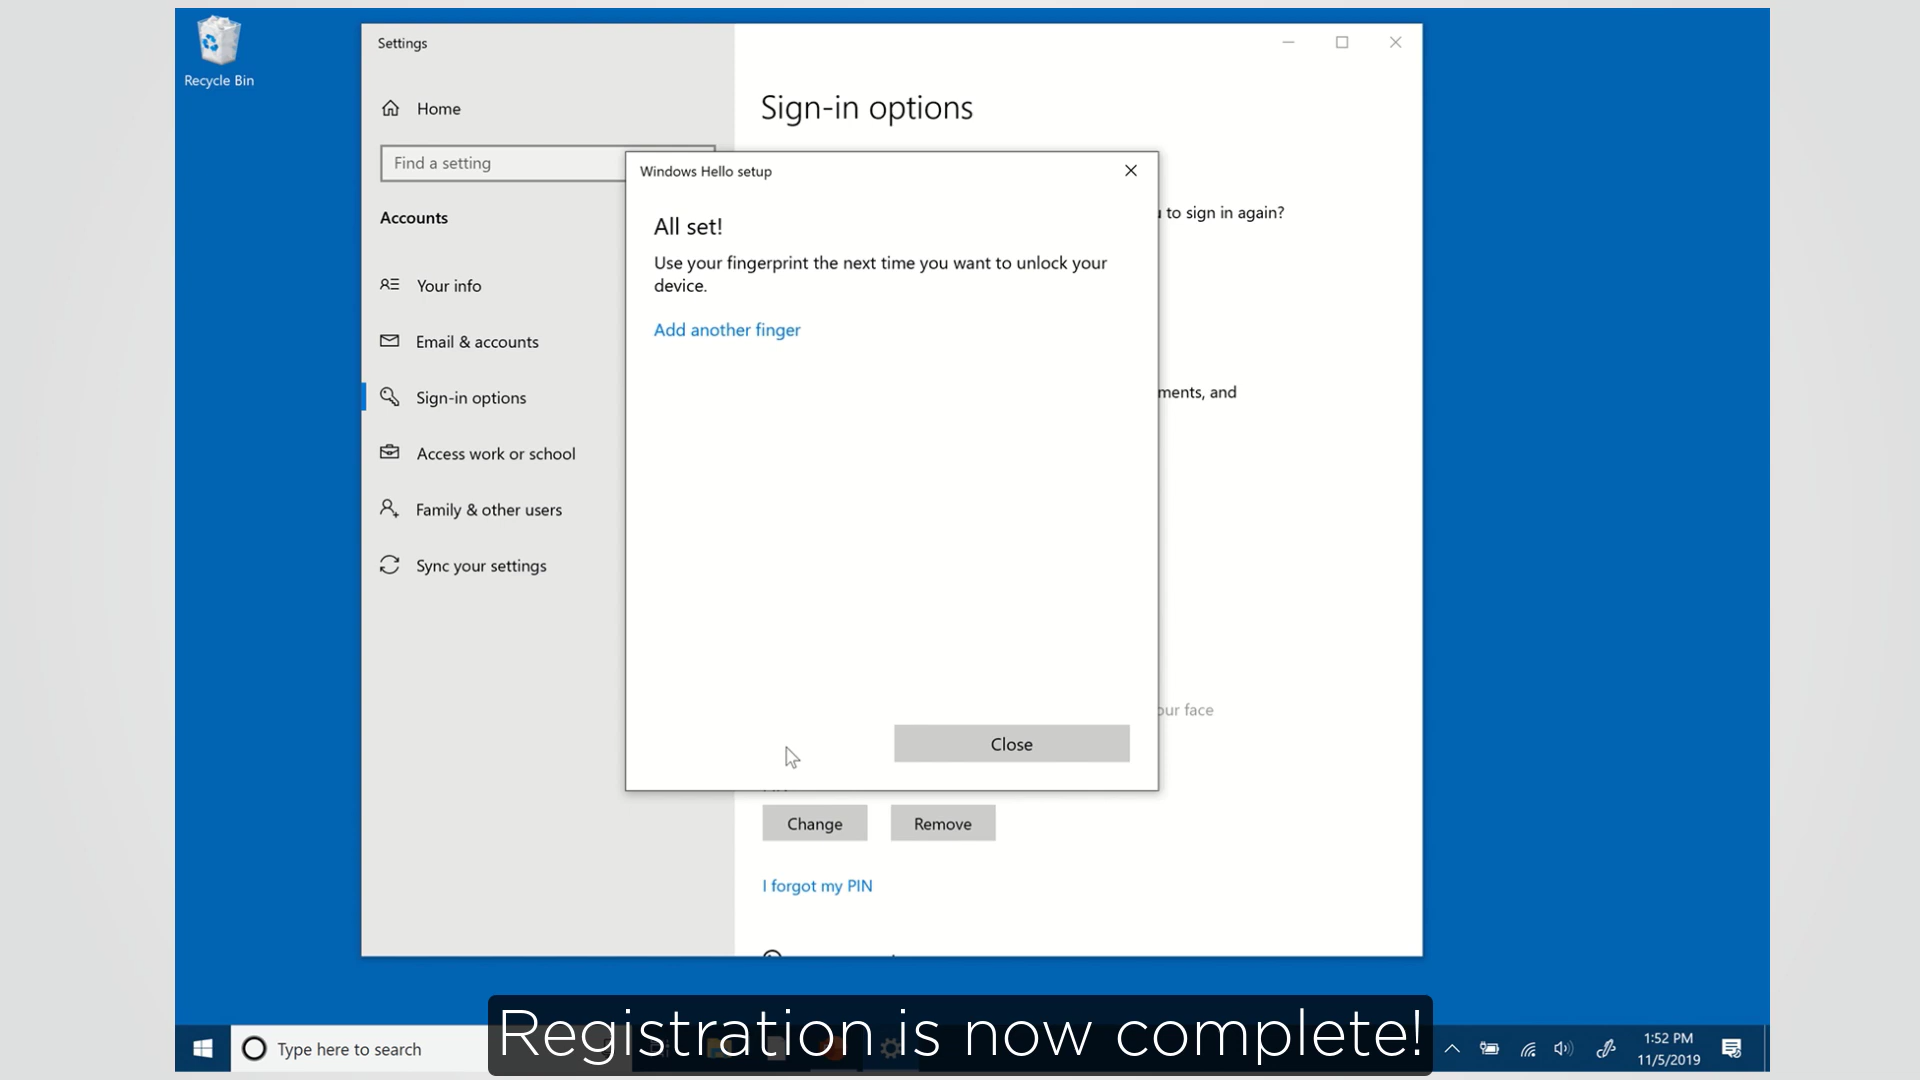 Recycle Bin
Settings
Home
Find a setting
Accounts
Your info
Email & accounts
Sign-in options
Access work or school
Family & other users
Sync your settings
Sign-in options
to sign in again?
ments, and
our face
Windows Hello setup
All set!
Use your fingerprint the next time you want to unlock your
device.
Add another finger
Close
Change
Remove
I forgot my PIN
Type here to search
Registration is now complete!
1:52 PM
11/5/2019